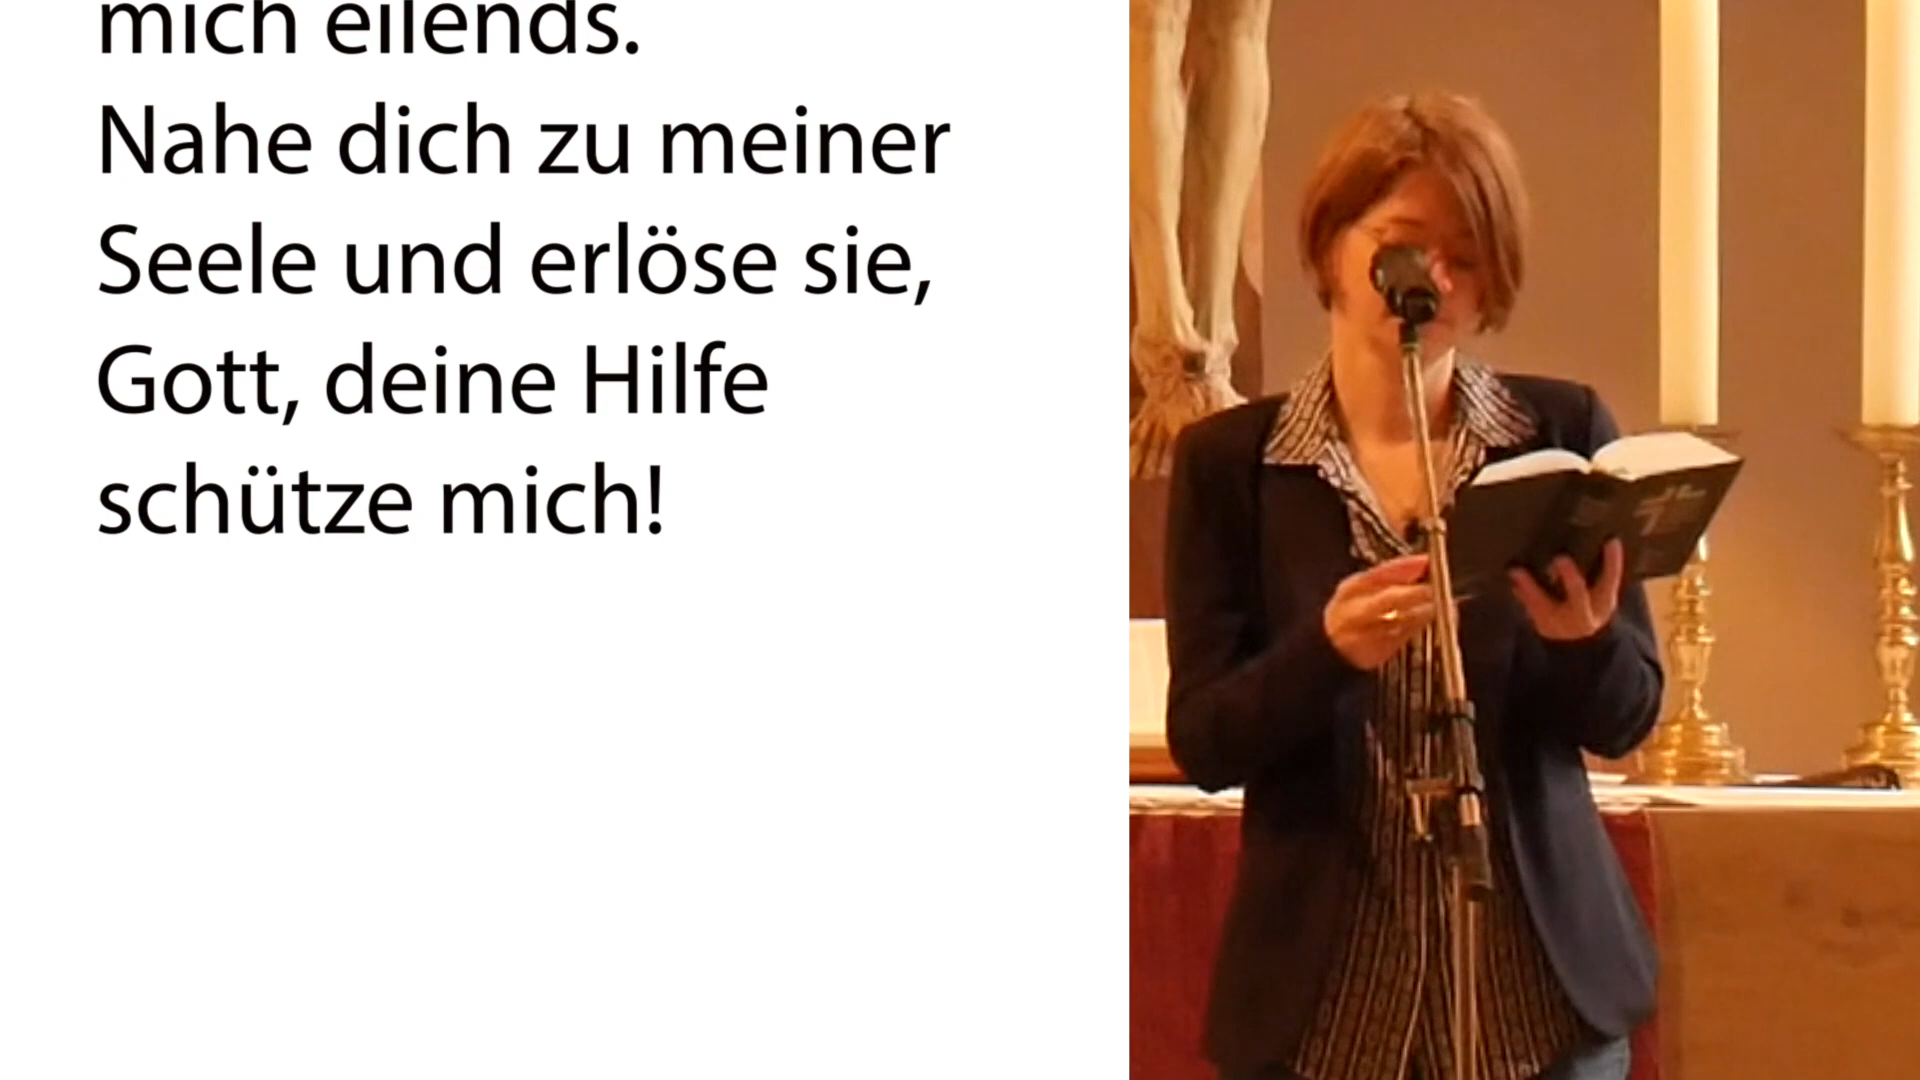 mich eilends.
Nahe dich zu meiner
Seele und erlöse sie,
Gott, deine Hilfe
schütze mich!